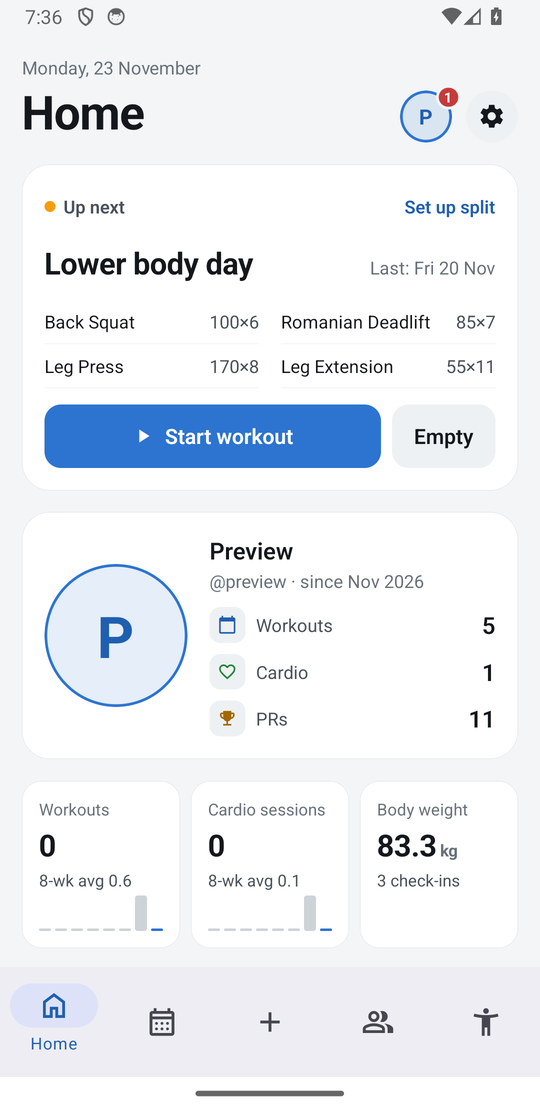 7:36
Monday, 23 November
Home
P
1
Up next
Set up split
Lower body day
Last: Fri 20 Nov
Back Squat 100×6 Romanian Deadlift 85×7
Leg Press 170×8 Leg Extension 55×11
Start workout
Empty
P
Preview
@preview · since Nov 2026
Workouts 5
Cardio 1
PRs 11
Workouts
0
8-wk avg 0.6
Cardio sessions
0
8-wk avg 0.1
Body weight
83.3 kg
3 check-ins
Home